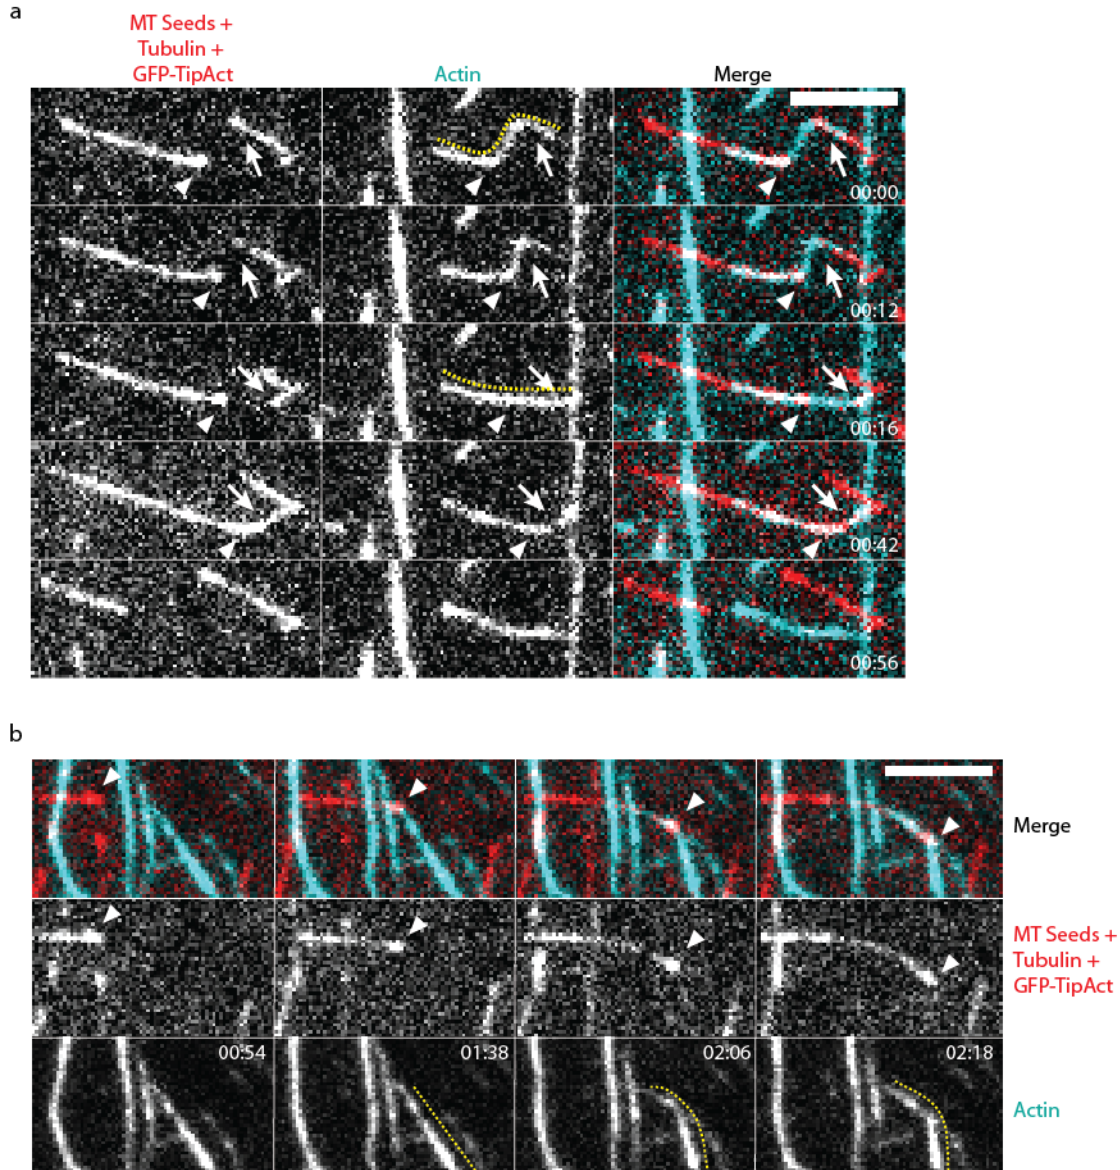 a
MT Seeds +
Tubulin +
GFP-TipAct
Actin
Merge
00:00
00:12
00:16
00:42
00:56
b
Merge
MT Seeds +
Tubulin +
GFP-TipAct
00:54
01:38
02:06
02:18
Actin